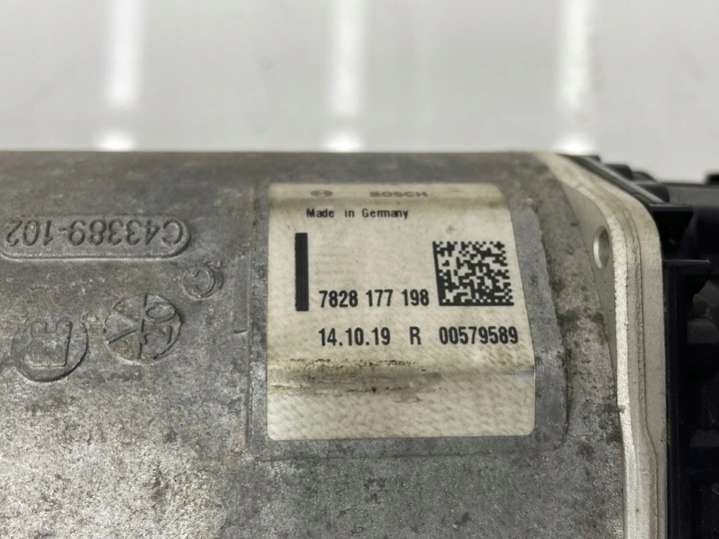 BOSCH
Made in Germany
7828 177 198
14.10.19 R 00579589
C43389-102